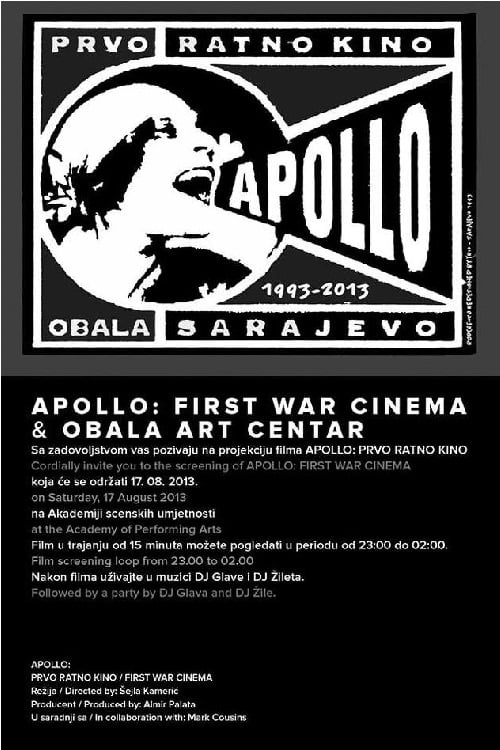 PRVO RATNO KINO
APOLLO
1993-2013
OBALA SARAJEVO
APOLLO: FIRST WAR CINEMA
& OBALA ART CENTAR
Sa zadovoljstvom vas pozivaju na projekciju filma APOLLO: PRVO RATNO KINO
Cordially invite you to the screening of APOLLO: FIRST WAR CINEMA
koja će se održati 17. 08. 2013.
on Saturday, 17 August 2013
na Akademiji scenskih umjetnosti
at the Academy of Performing Arts
Film u trajanju od 15 minuta možete pogledati u periodu od 23:00 do 02:00.
Film screening loop from 23.00 to 02.00
Nakon filma uživajte u muzici DJ Glave i DJ Žileta.
Followed by a party by DJ Glava and DJ Žile.
APOLLO:
PRVO RATNO KINO / FIRST WAR CINEMA
Režija / Directed by: Šejla Kamerić
Producent / Produced by: Almir Palata
U saradnji sa / In collaboration with: Mark Cousins